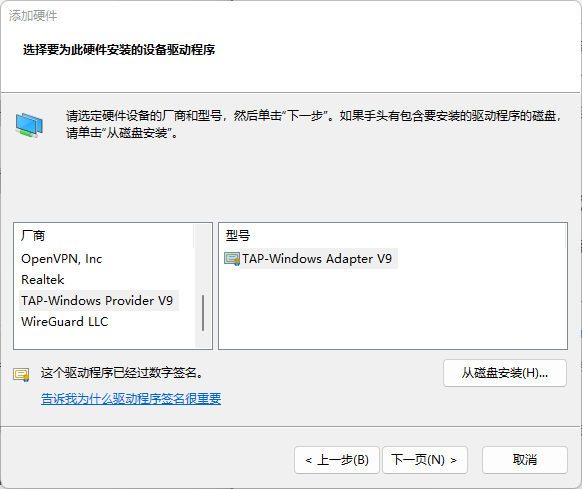 添加硬件
选择要为此硬件安装的设备驱动程序
请选定硬件设备的厂商和型号，然后单击“下一步”。如果手头有包含要安装的驱动程序的磁盘，
请单击“从磁盘安装”。
厂商
OpenVPN, Inc
Realtek
TAP-Windows Provider V9
WireGuard LLC
型号
TAP-Windows Adapter V9
这个驱动程序已经过数字签名。
告诉我为什么驱动程序签名很重要
从磁盘安装(H)...
< 上一步(B)
下一页(N) >
取消